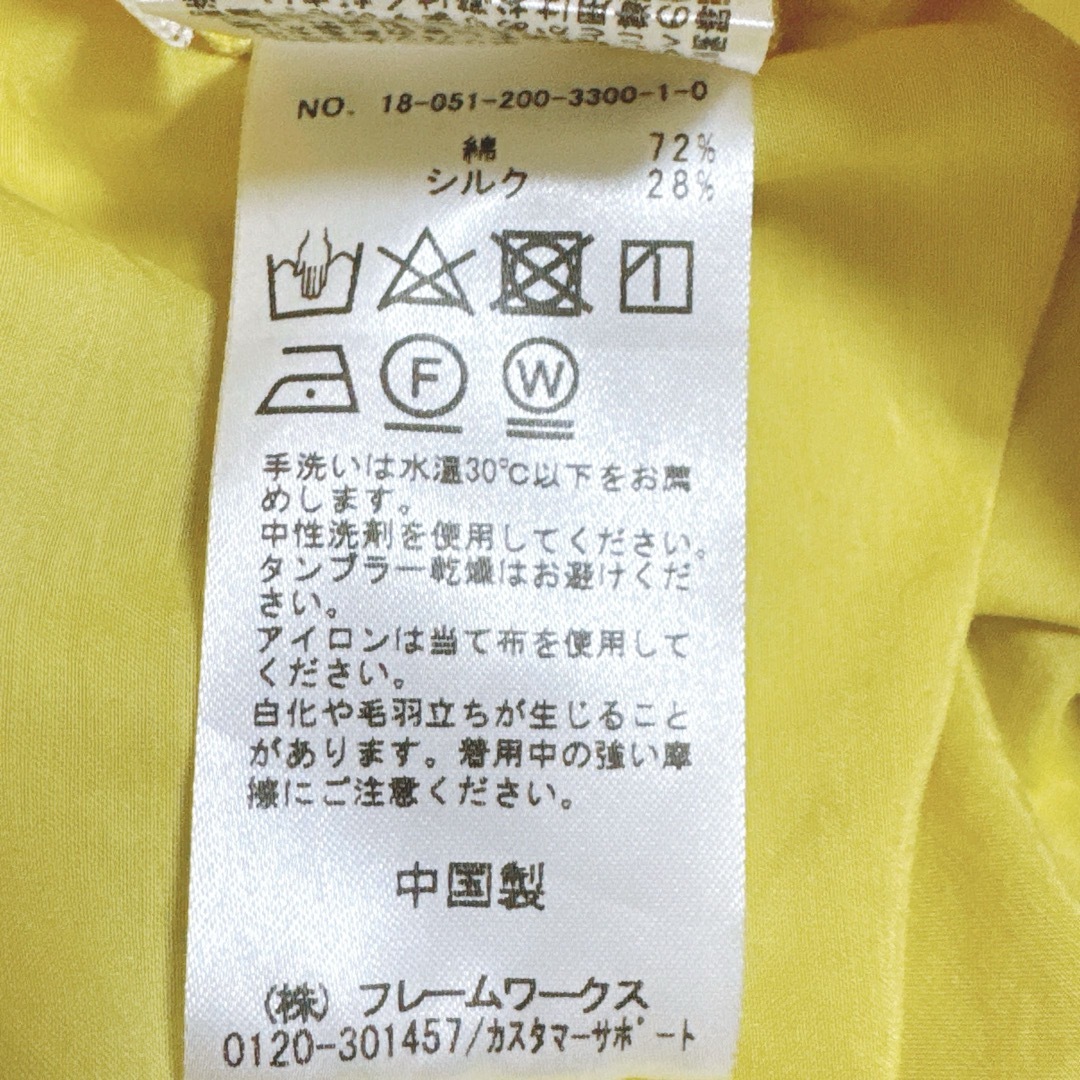 NO. 18-051-200-3300-1-0
綿 72%
シルク 28%
F W
手洗いは水温30℃以下をお薦
めします。
中性洗剤を使用してください。
タンブラー乾燥はお避けくだ
さい。
アイロンは当て布を使用して
ください。
白化や毛羽立ちが生じること
があります。着用中の強い摩
擦にご注意ください。
中国製
(株) フレームワークス
0120-301457/カスタマーサポート